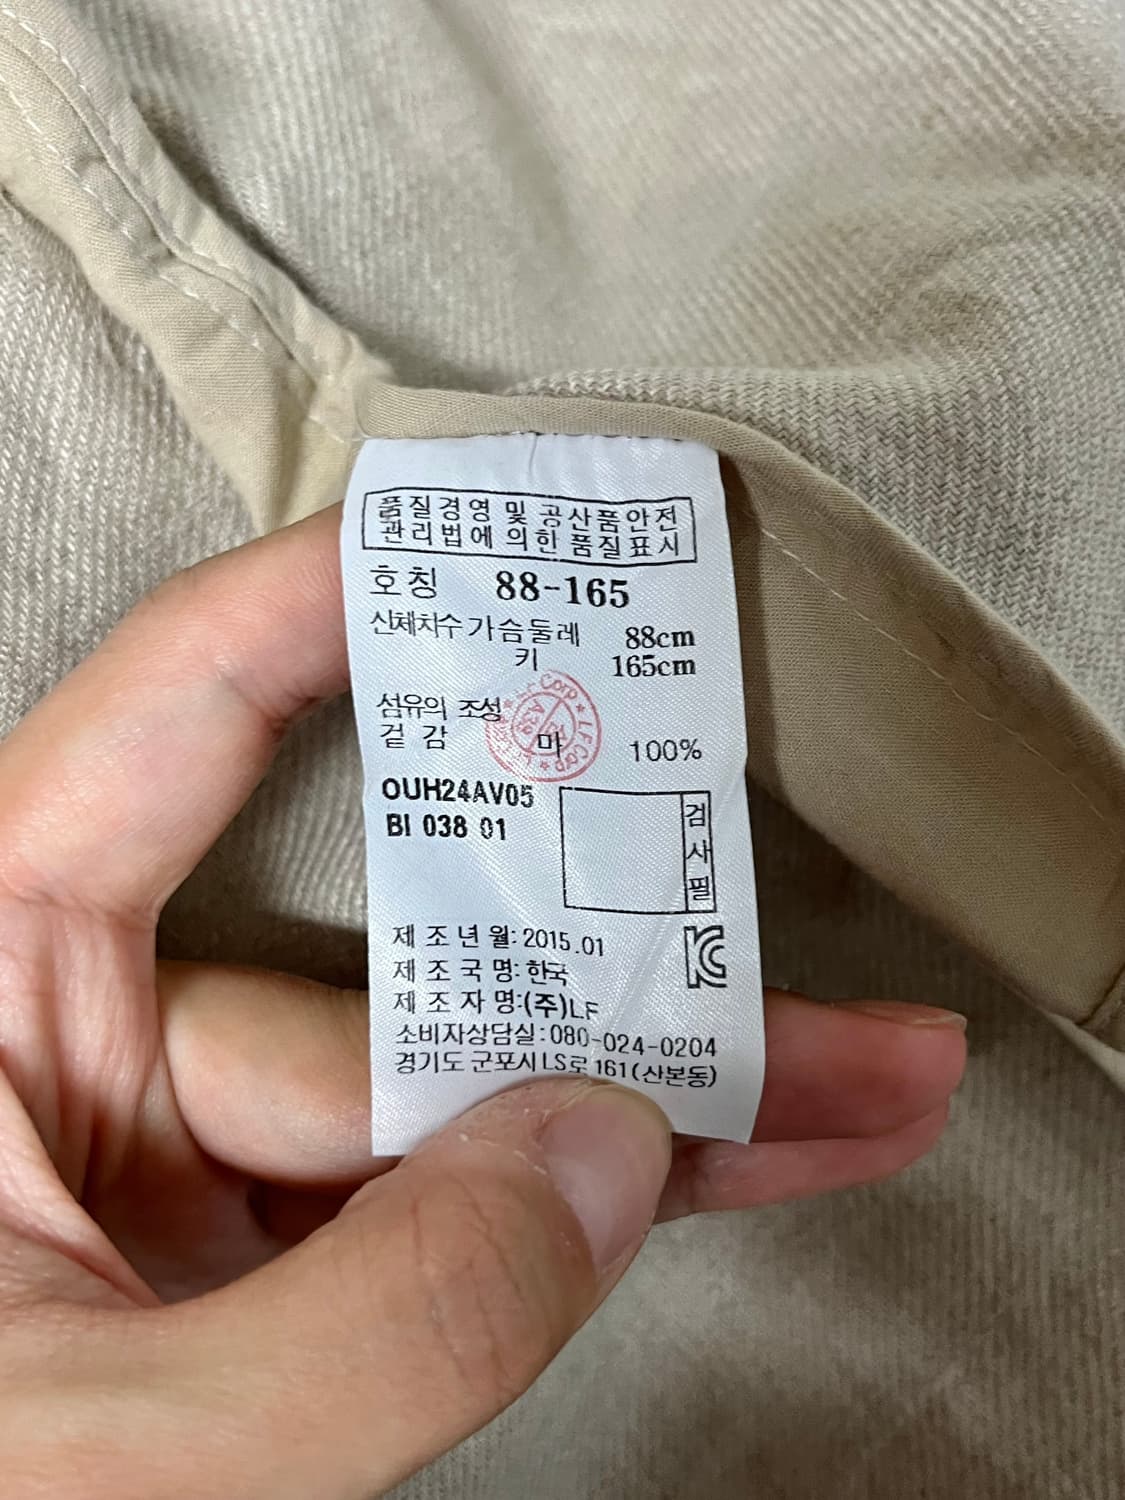 품질경영 및 공산품안전
관리법에 의한 품질표시
호칭 88-165
신체치수 가슴둘레 88cm
키 165cm
섬유의 조성
겉감 마 100%
OUH24AV05
BI 038 01
검사필
제조년월: 2015.01
제조국명: 한국
제조자명:(주)LF
소비자상담실:080-024-0204
경기도 군포시 LS로 161(산본동)